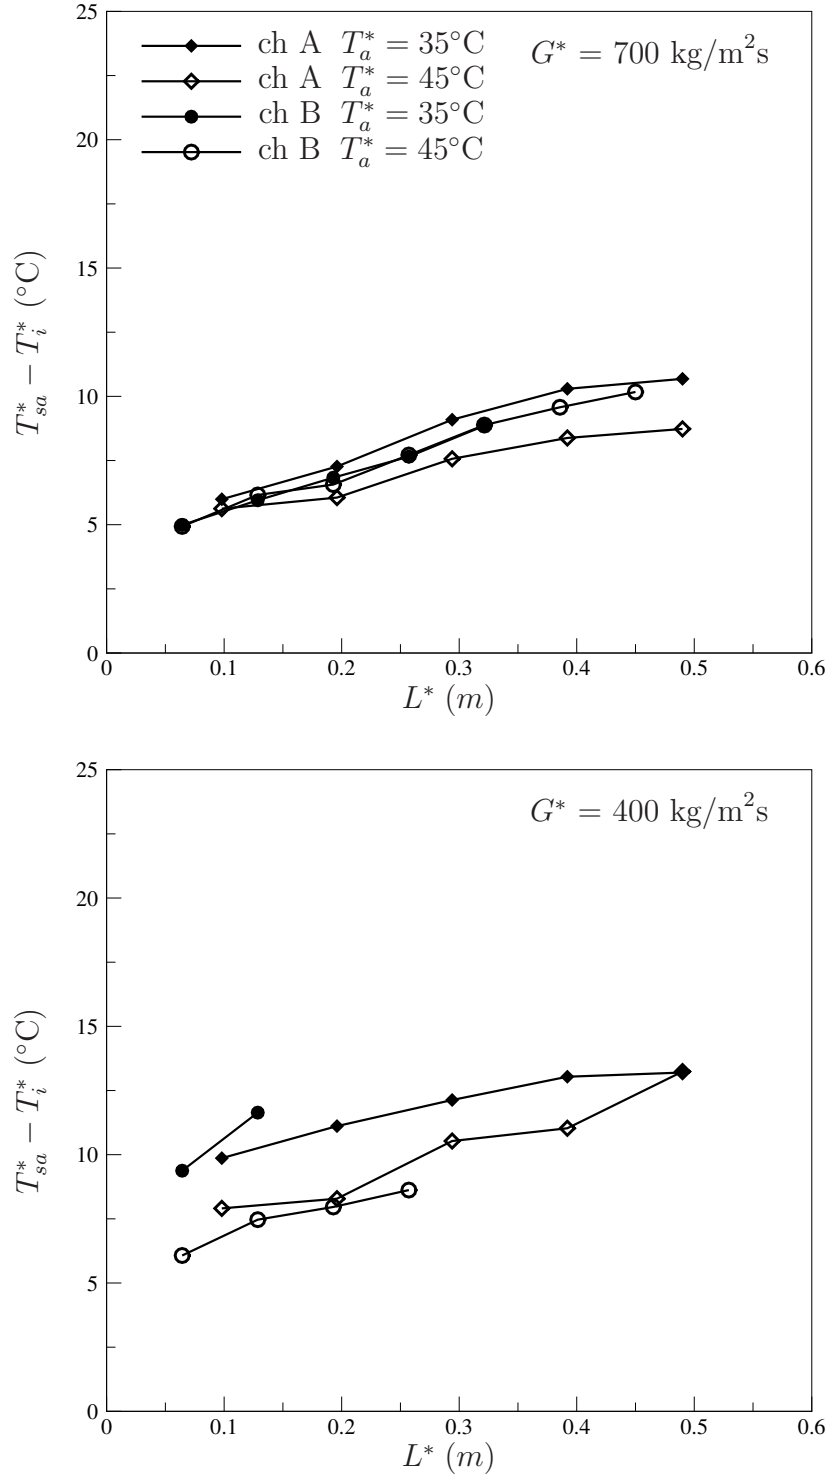 25
ch A T*a = 35°C
G* = 700 kg/m²s
ch A T*a = 45°C
ch B T*a = 35°C
20
ch B T*a = 45°C
15
T*sa − T*i (°C)
10
5
0
0 0.1 0.2 0.3 0.4 0.5 0.6
L* (m)
25
G* = 400 kg/m²s
20
15
T*sa − T*i (°C)
10
5
0
0 0.1 0.2 0.3 0.4 0.5 0.6
L* (m)